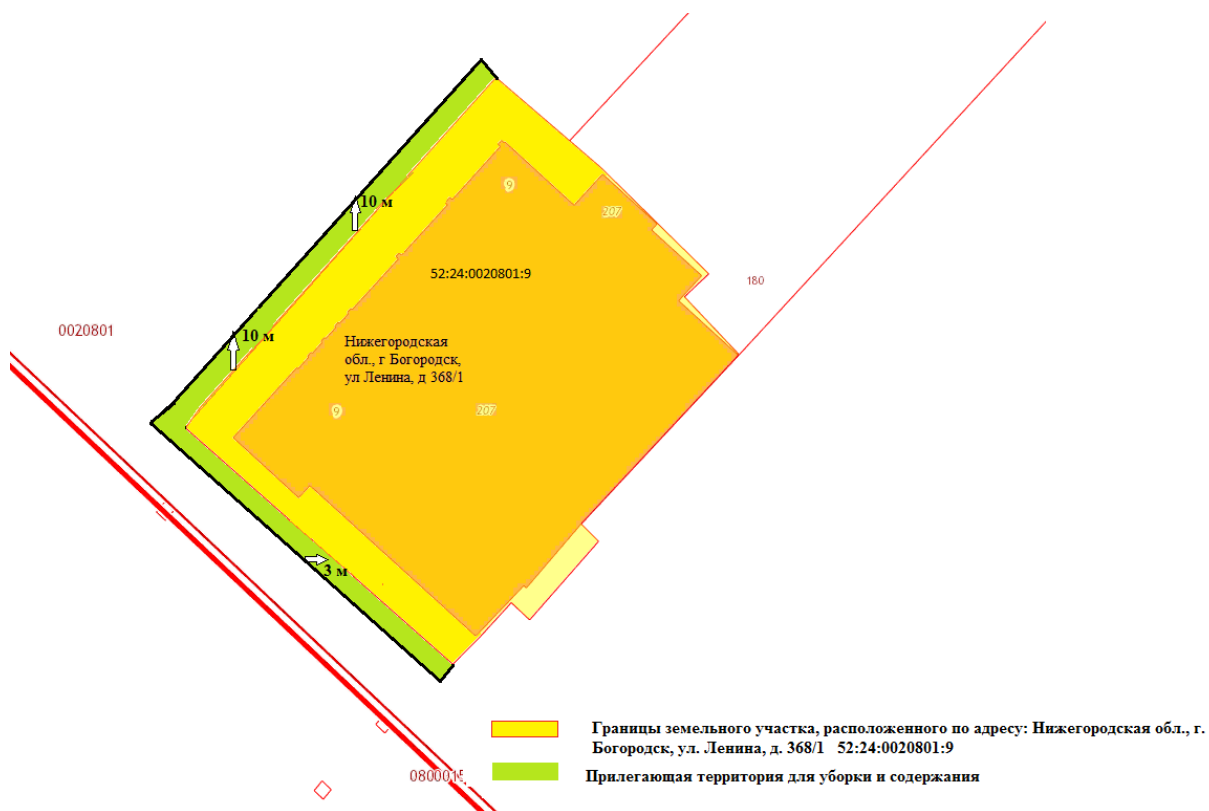 10 м
9
207
52:24:0020801:9
180
0020801
10 м
Нижегородская
обл., г Богородск,
ул Ленина, д 368/1
9
207
3 м
Границы земельного участка, расположенного по адресу: Нижегородская обл., г.
Богородск, ул. Ленина, д. 368/1 52:24:0020801:9
0800015
Прилегающая территория для уборки и содержания